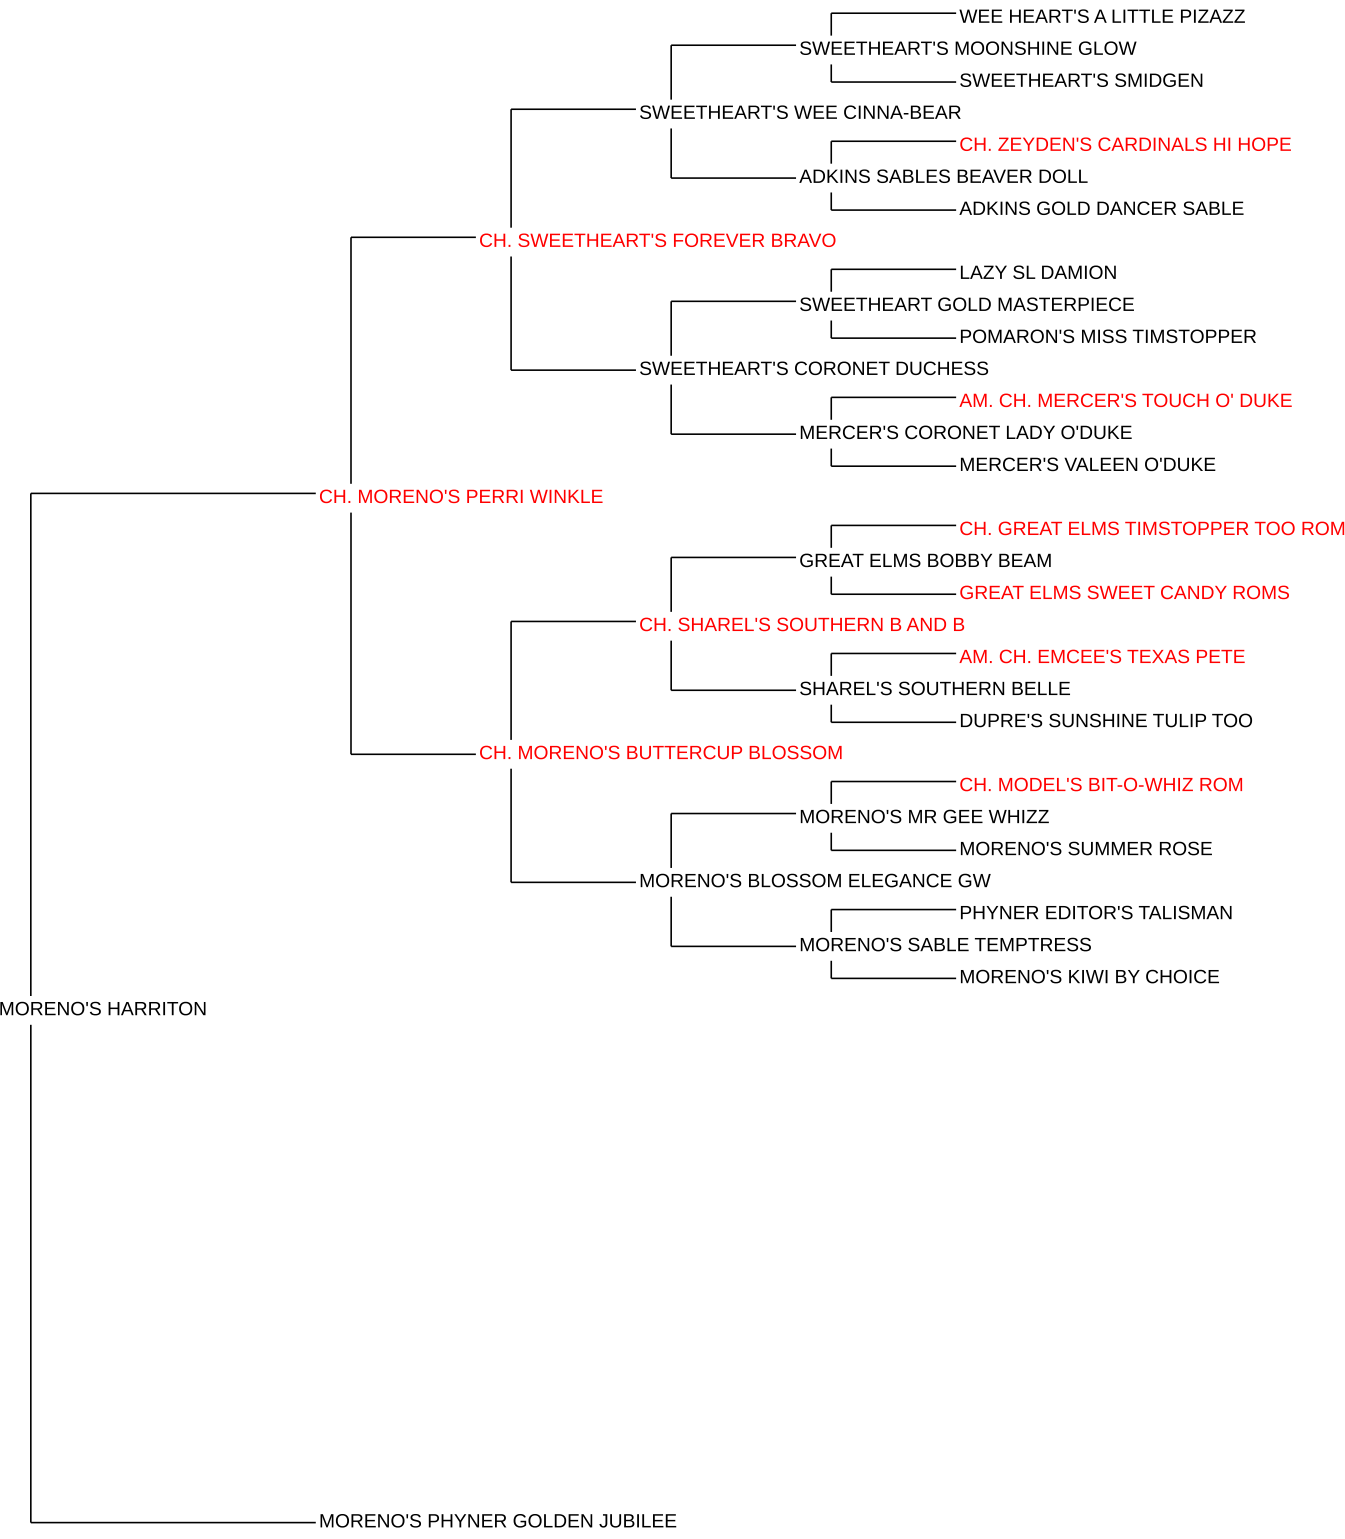 WEE HEART'S A LITTLE PIZAZZ
SWEETHEART'S MOONSHINE GLOW
SWEETHEART'S SMIDGEN
SWEETHEART'S WEE CINNA-BEAR
CH. ZEYDEN'S CARDINALS HI HOPE
ADKINS SABLES BEAVER DOLL
ADKINS GOLD DANCER SABLE
CH. SWEETHEART'S FOREVER BRAVO
LAZY SL DAMION
SWEETHEART GOLD MASTERPIECE
POMARON'S MISS TIMSTOPPER
SWEETHEART'S CORONET DUCHESS
AM. CH. MERCER'S TOUCH O' DUKE
MERCER'S CORONET LADY O'DUKE
MERCER'S VALEEN O'DUKE
CH. MORENO'S PERRI WINKLE
CH. GREAT ELMS TIMSTOPPER TOO ROM
GREAT ELMS BOBBY BEAM
GREAT ELMS SWEET CANDY ROMS
CH. SHAREL'S SOUTHERN B AND B
AM. CH. EMCEE'S TEXAS PETE
SHAREL'S SOUTHERN BELLE
DUPRE'S SUNSHINE TULIP TOO
CH. MORENO'S BUTTERCUP BLOSSOM
CH. MODEL'S BIT-O-WHIZ ROM
MORENO'S MR GEE WHIZZ
MORENO'S SUMMER ROSE
MORENO'S BLOSSOM ELEGANCE GW
PHYNER EDITOR'S TALISMAN
MORENO'S SABLE TEMPTRESS
MORENO'S KIWI BY CHOICE
MORENO'S HARRITON
MORENO'S PHYNER GOLDEN JUBILEE